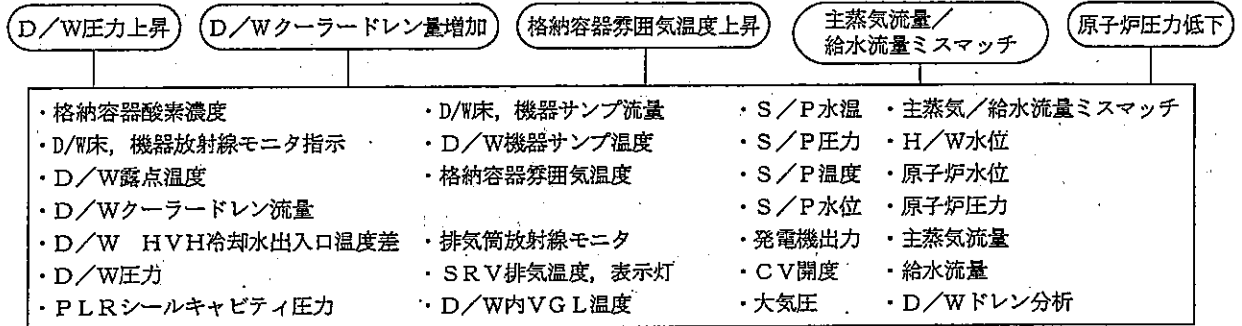 D/W圧力上昇
D/Wクーラードレン量増加
格納容器雰囲気温度上昇
主蒸気流量/
給水流量ミスマッチ
原子炉圧力低下
・格納容器酸素濃度
・D/W床,機器放射線モニタ指示
・D/W露点温度
・D/Wクーラードレン流量
・D/W HVH冷却水出入口温度差
・D/W圧力
・PLRシールキャビティ圧力
・D/W床,機器サンプ流量
・D/W機器サンプ温度
・格納容器雰囲気温度
・排気筒放射線モニタ
・SRV排気温度,表示灯
・D/W内VGL温度
・S/P水温
・S/P圧力
・S/P温度
・S/P水位
・発電機出力
・CV開度
・大気圧
・主蒸気/給水流量ミスマッチ
・H/W水位
・原子炉水位
・原子炉圧力
・主蒸気流量
・給水流量
・D/Wドレン分析